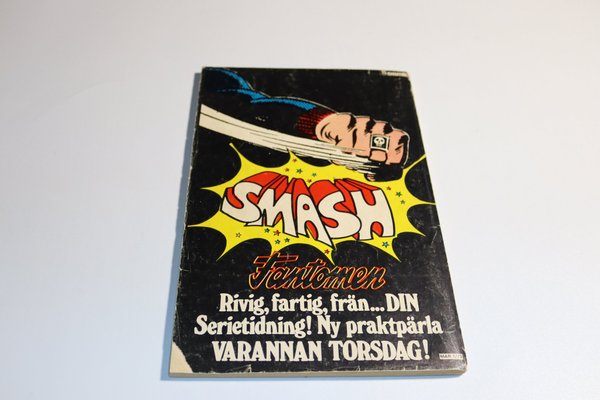 SMASH
Fantomen
Rivig, fartig, frän...DIN
Serietidning! Ny praktpärla
VARANNAN TORSDAG!